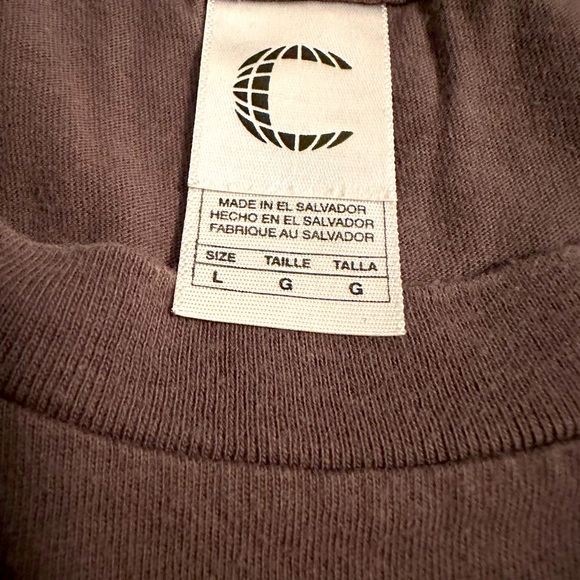 C
MADE IN EL SALVADOR
HECHO EN EL SALVADOR
FABRIQUE AU SALVADOR
SIZE TAILLE TALLA
L G G